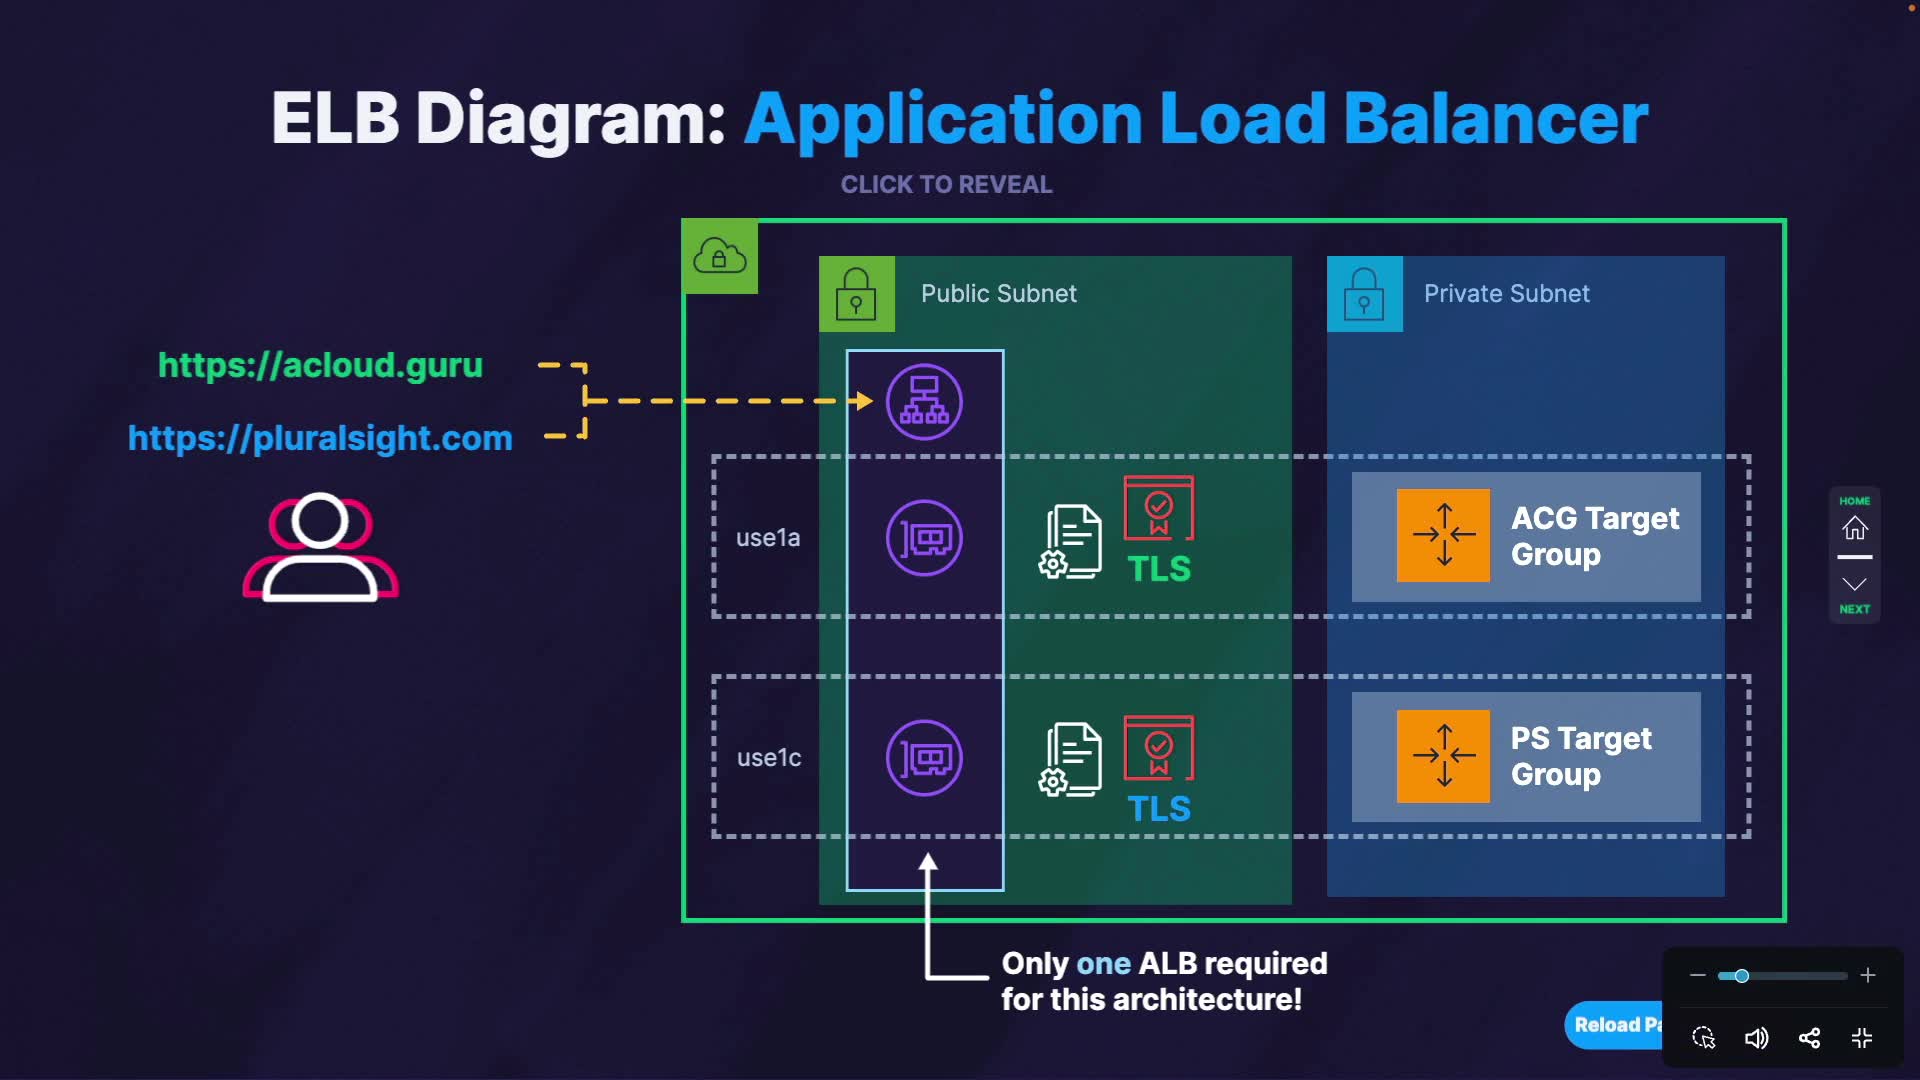 ELB Diagram: Application Load Balancer
CLICK TO REVEAL
Public Subnet
Private Subnet
https://acloud.guru
https://pluralsight.com
use1a
TLS
ACG Target
Group
use1c
TLS
PS Target
Group
Only one ALB required
for this architecture!
HOME
NEXT
Reload Pa